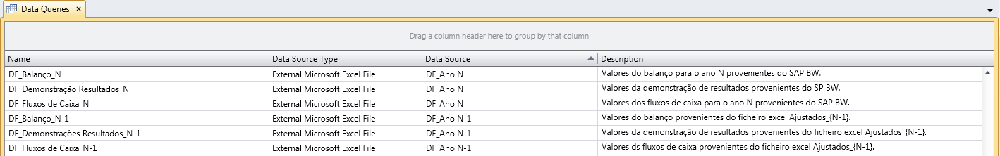 Data Queries ×
Drag a column header here to group by that column
Name Data Source Type Data Source Description
DF_Balanço_N External Microsoft Excel File DF_Ano N Valores do balanço para o ano N provenientes do SAP BW.
DF_Demonstração Resultados_N External Microsoft Excel File DF_Ano N Valores da demonstração de resultados provenientes do SP BW.
DF_Fluxos de Caixa_N External Microsoft Excel File DF_Ano N Valores dos fluxos de caixa para o ano N provenientes do SAP BW.
DF_Balanço_N-1 External Microsoft Excel File DF_Ano N-1 Valores do balanço provenientes do ficheiro excel Ajustados_{N-1}.
DF_Demonstrações Resultados_N-1 External Microsoft Excel File DF_Ano N-1 Valores da demonstração de resultados provenientes do ficheiro excel Ajustados_{N-1}.
DF_Fluxos de Caixa_N-1 External Microsoft Excel File DF_Ano N-1 Valores ds fluxos de caixa provenientes do ficheiro excel Ajustados_{N-1}.